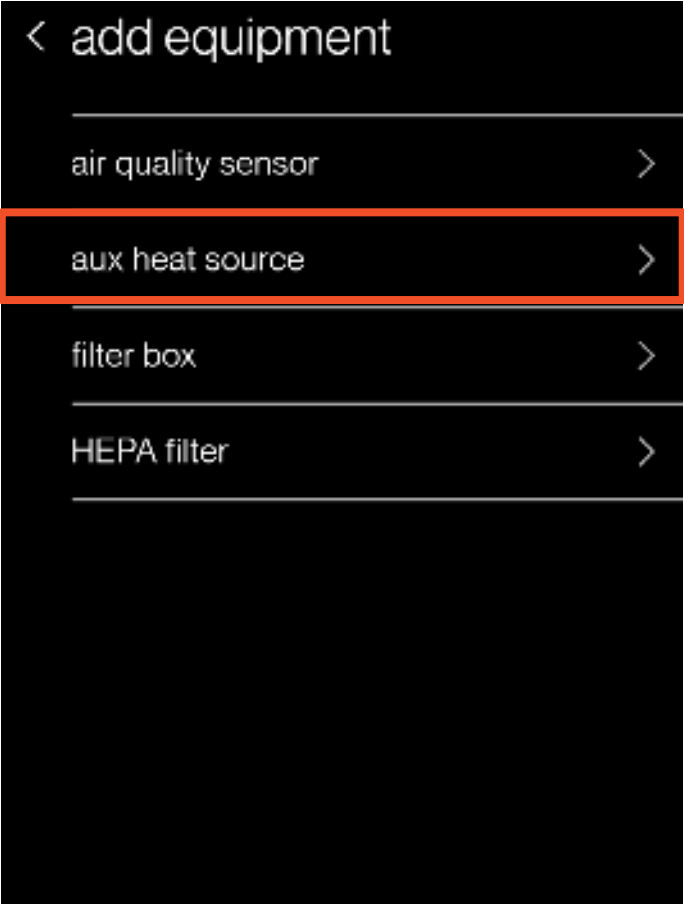 add equipment
air quality sensor
aux heat source
filter box
HEPA filter